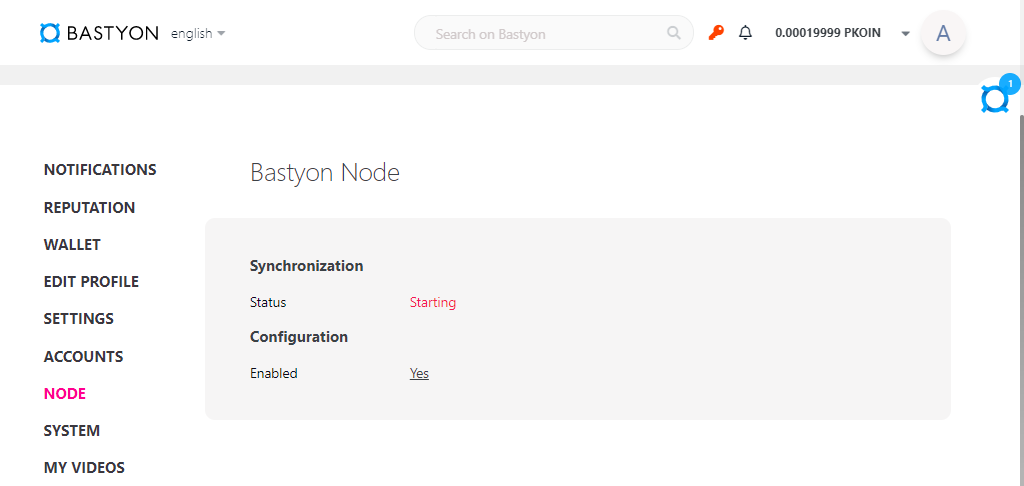 BASTYON english
Search on Bastyon
0.00019999 PKOIN
A
1
NOTIFICATIONS
REPUTATION
WALLET
EDIT PROFILE
SETTINGS
ACCOUNTS
NODE
SYSTEM
MY VIDEOS
Bastyon Node
Synchronization
Status Starting
Configuration
Enabled Yes